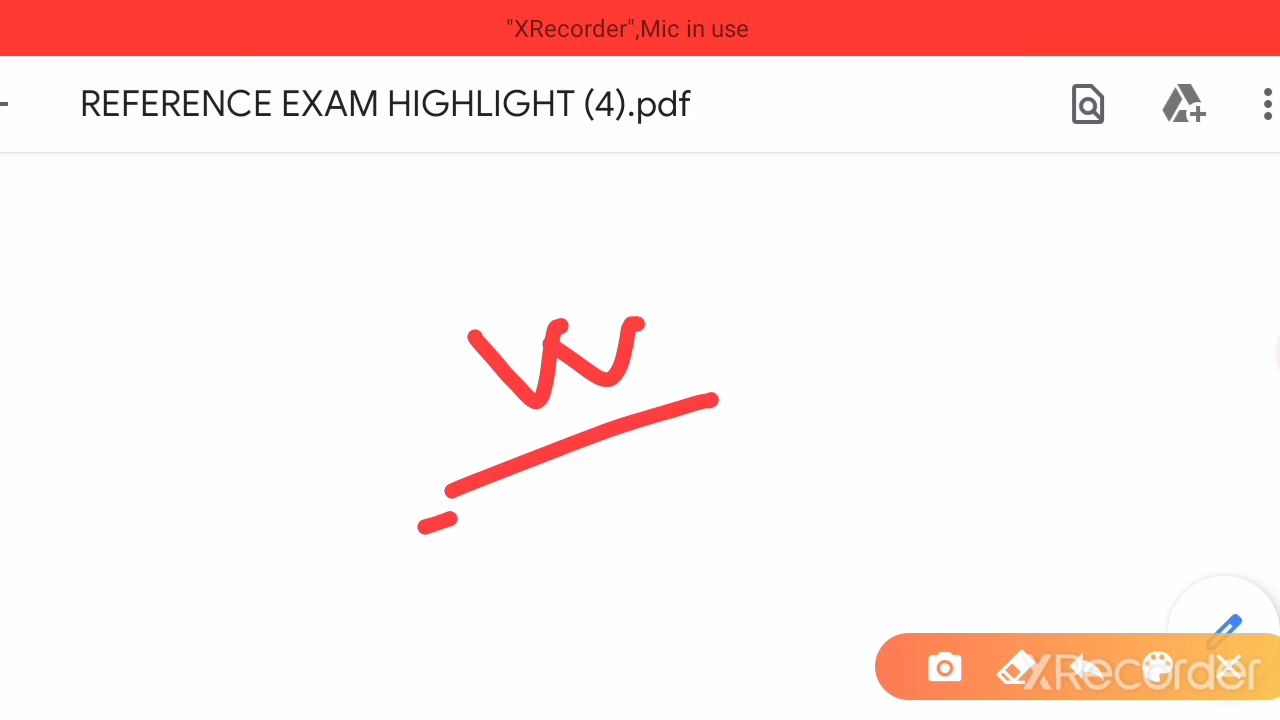 "XRecorder",Mic in use
REFERENCE EXAM HIGHLIGHT (4).pdf
W
XRecorder